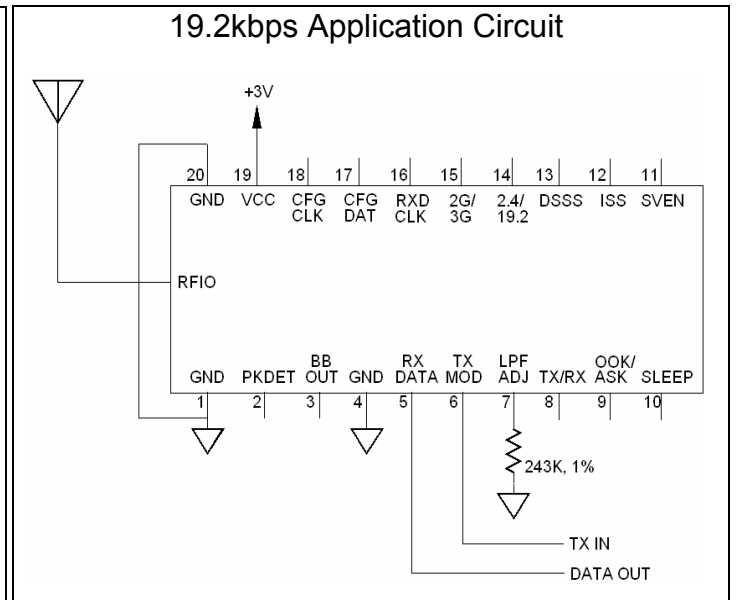 19.2kbps Application Circuit
+3V
20 19 18 17 16 15 14 13 12 11
GND VCC CFG CFG RXD 2G/ 2.4/ DSSS ISS SVEN
CLK DAT CLK 3G 19.2
RFIO
BB RX TX LPF OOK/
GND PKDET OUT GND DATA MOD ADJ TX/RX ASK SLEEP
1 2 3 4 5 6 7 8 9 10
243K, 1%
TX IN
DATA OUT